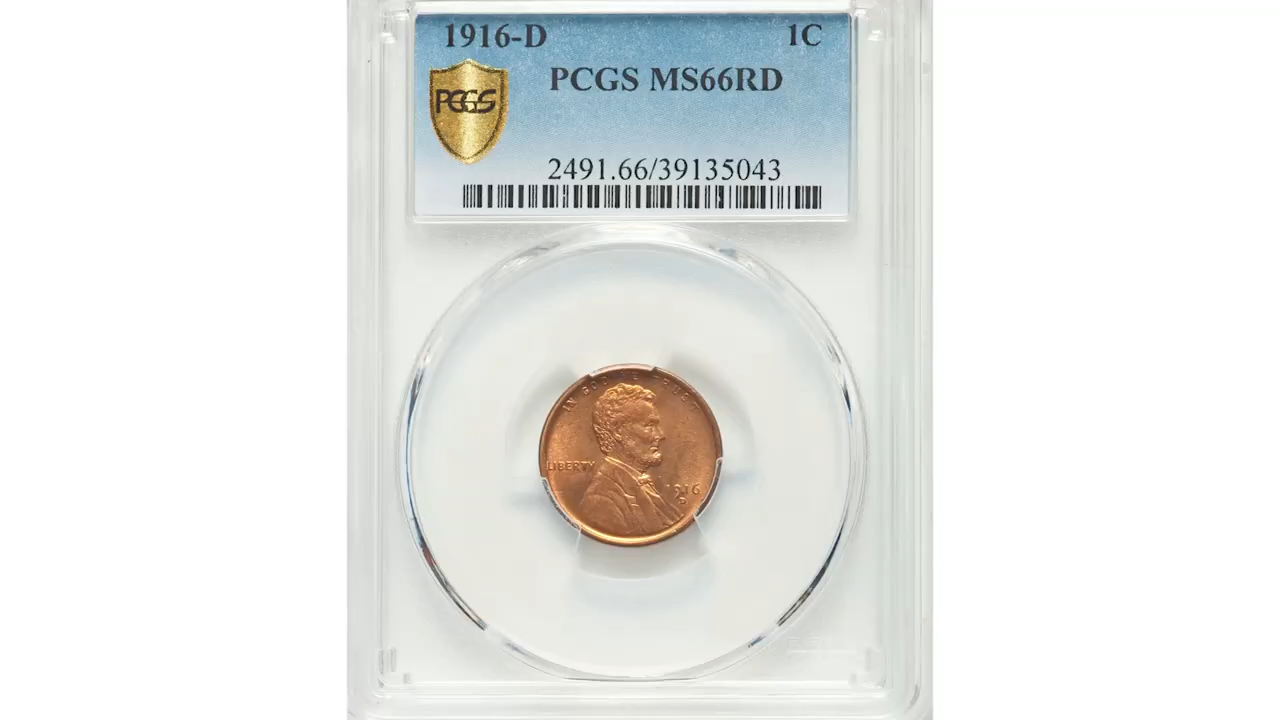 1916-D 1C
PCGS MS66RD
PCGS
2491.66/39135043
IN GOD WE TRUST
LIBERTY
1916
D